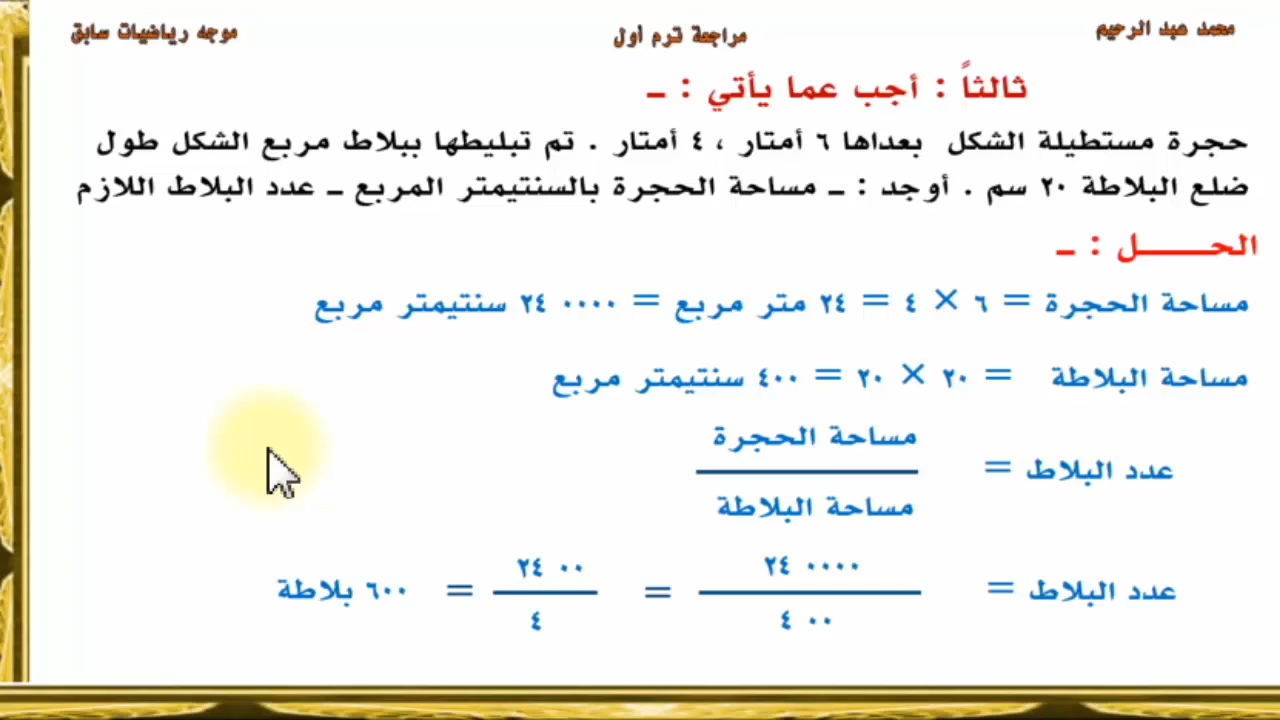 محمد عبد الرحيم
مراجعة ترم أول
موجه رياضيات سابق
ثالثاً : أجب عما يأتي : ـ
حجرة مستطيلة الشكل بعداها ٦ أمتار ، ٤ أمتار . تم تبليطها ببلاط مربع الشكل طول
ضلع البلاطة ٢٠ سم . أوجد : ـ مساحة الحجرة بالسنتيمتر المربع ـ عدد البلاط اللازم
الحــــــل : ـ
مساحة الحجرة = ٦ × ٤ = ٢٤ متر مربع = ٢٤٠٠٠٠ سنتيمتر مربع
مساحة البلاطة = ٢٠ × ٢٠ = ٤٠٠ سنتيمتر مربع
عدد البلاط = مساحة الحجرة
مساحة البلاطة
عدد البلاط = ٢٤٠٠٠٠ = ٢٤٠٠ = ٦٠٠ بلاطة
٤٠٠ ٤